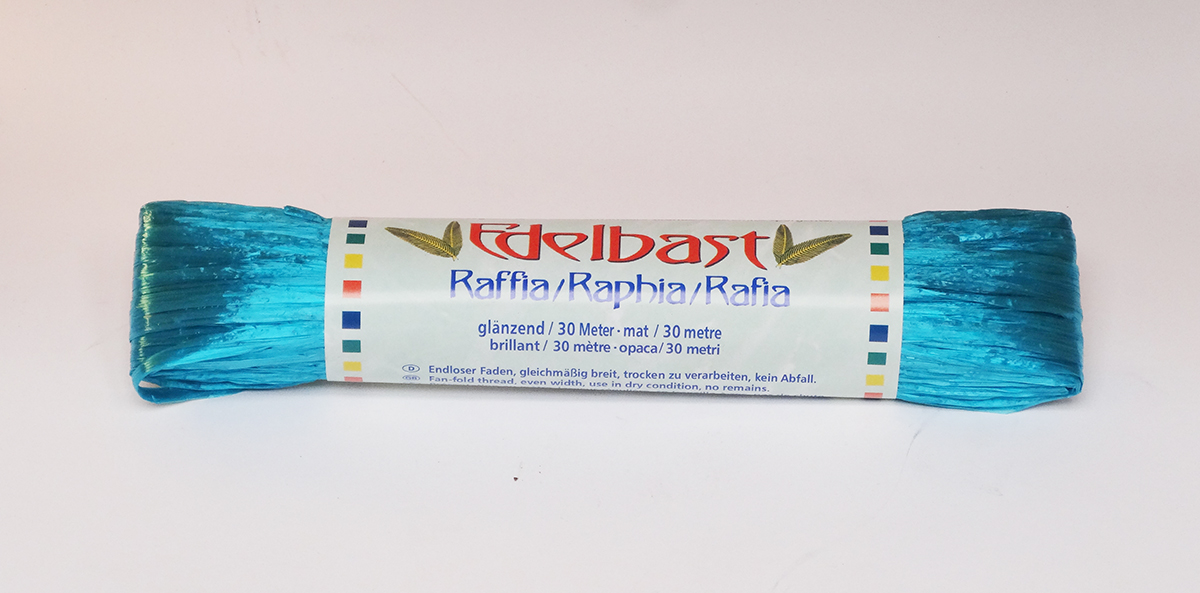 Edelbast
Raffia/Raphia/Rafia
glänzend / 30 Meter · mat / 30 metre
brillant / 30 mètre · opaca / 30 metri
D Endloser Faden, gleichmäßig breit, trocken zu verarbeiten, kein Abfall.
GB Fan-fold thread, even width, use in dry condition, no remains.